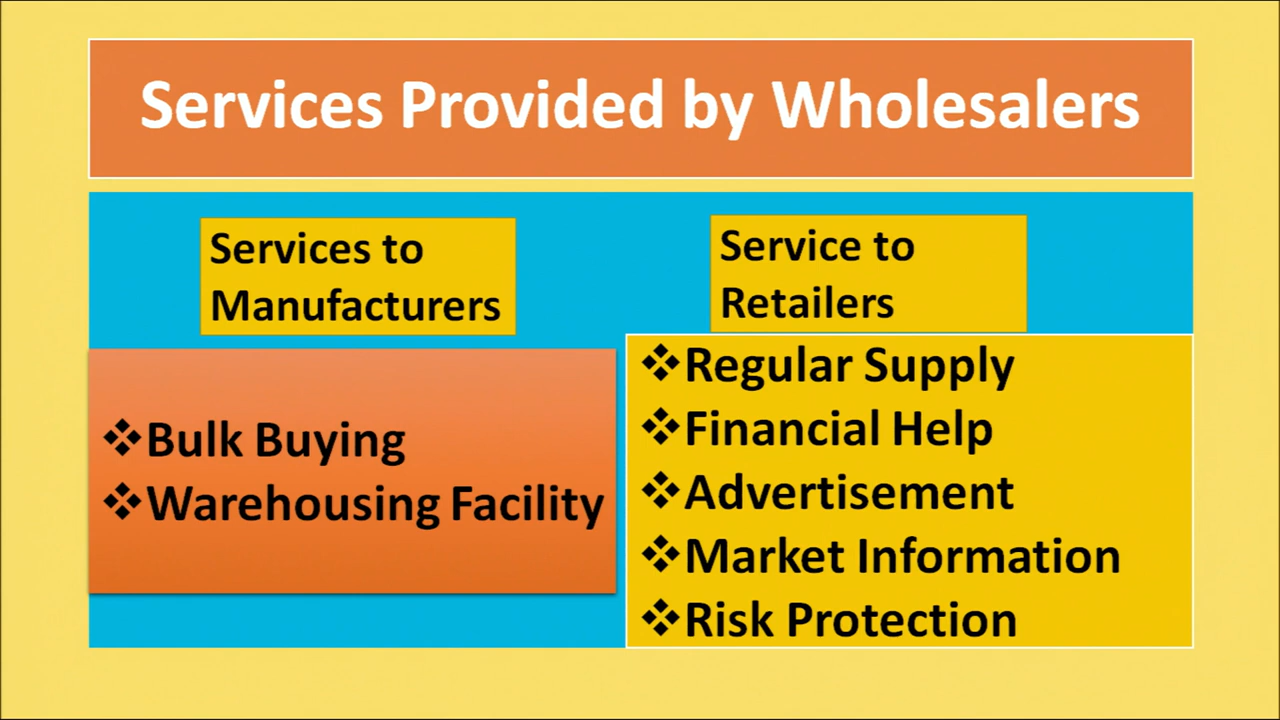 Services Provided by Wholesalers
Services to
Manufacturers
❖Bulk Buying
❖Warehousing Facility
Service to
Retailers
❖Regular Supply
❖Financial Help
❖Advertisement
❖Market Information
❖Risk Protection